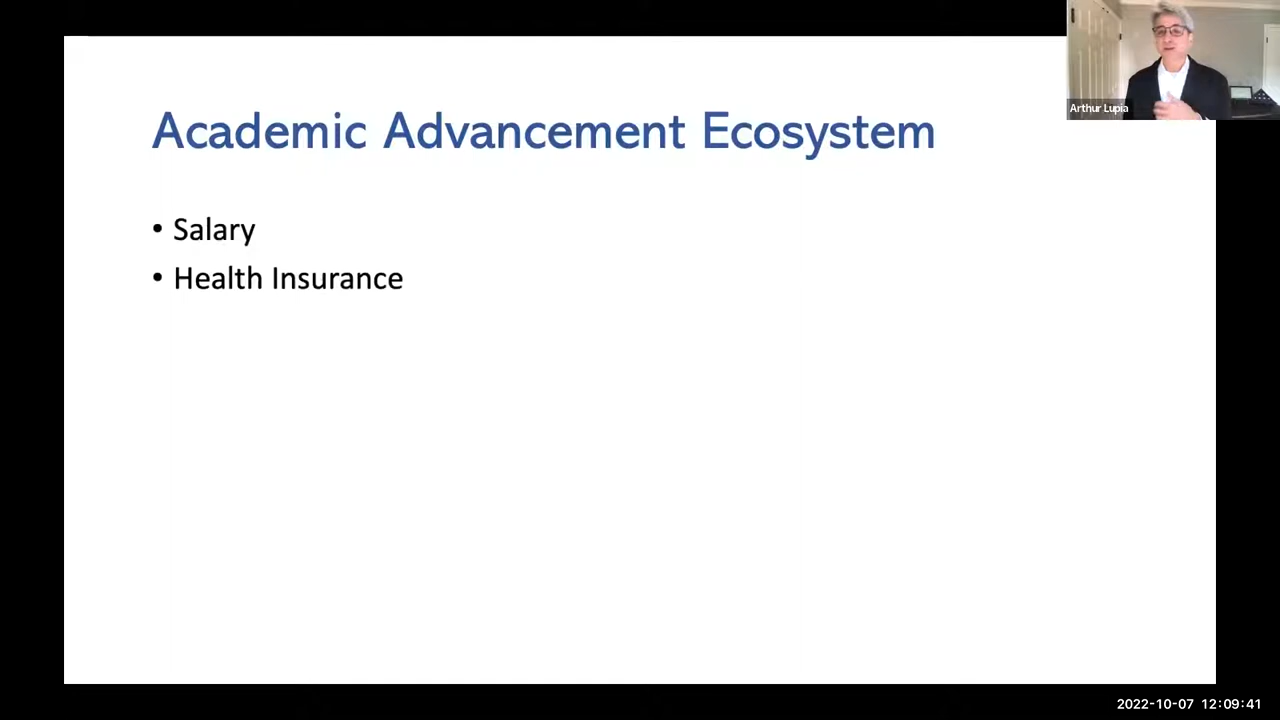 Academic Advancement Ecosystem
• Salary
• Health Insurance
Arthur Lupia
2022-10-07 12:09:41